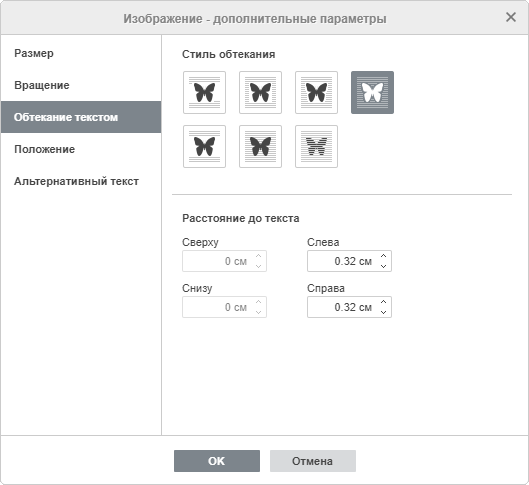 Изображение - дополнительные параметры
Размер
Вращение
Обтекание текстом
Положение
Альтернативный текст
Стиль обтекания
Расстояние до текста
Сверху Слева
0 см 0.32 см
Снизу Справа
0 см 0.32 см
OK Отмена